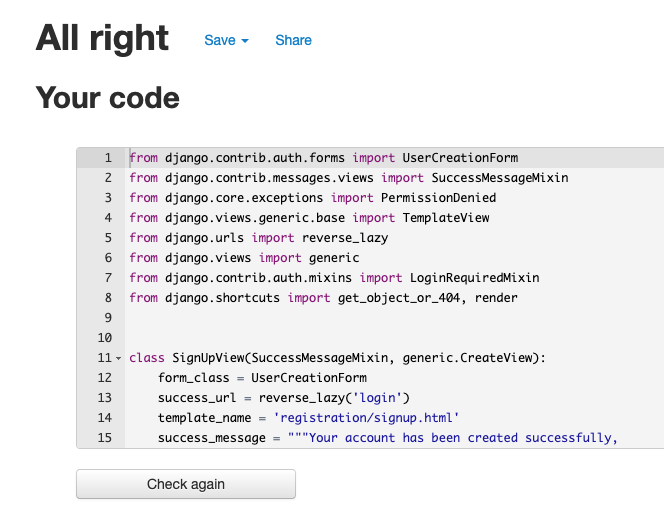 All right Save Share
Your code
1 from django.contrib.auth.forms import UserCreationForm
2 from django.contrib.messages.views import SuccessMessageMixin
3 from django.core.exceptions import PermissionDenied
4 from django.views.generic.base import TemplateView
5 from django.urls import reverse_lazy
6 from django.views import generic
7 from django.contrib.auth.mixins import LoginRequiredMixin
8 from django.shortcuts import get_object_or_404, render
9
10
11 class SignUpView(SuccessMessageMixin, generic.CreateView):
12     form_class = UserCreationForm
13     success_url = reverse_lazy('login')
14     template_name = 'registration/signup.html'
15     success_message = """Your account has been created successfully,
Check again